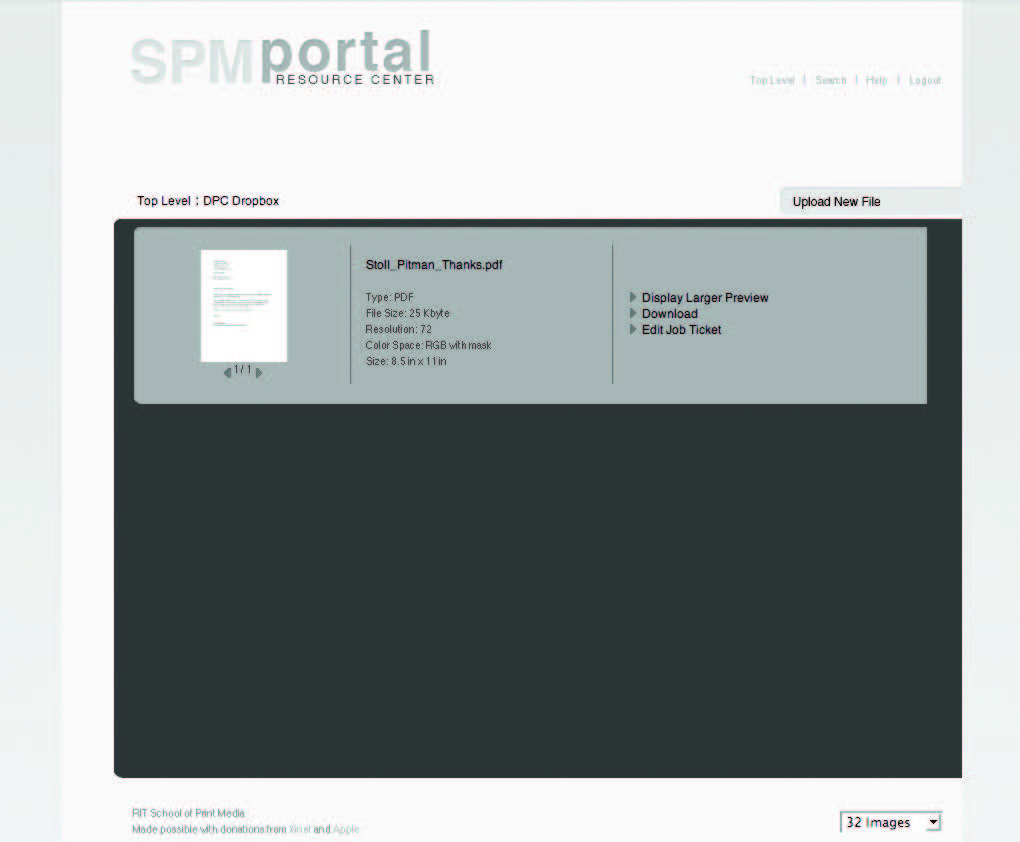 SPMportal
RESOURCE CENTER
Top Level | Search | Help | Logout
Top Level : DPC Dropbox
Upload New File
Stoll_Pitman_Thanks.pdf
Type: PDF
File Size: 25 Kbyte
Resolution: 72
Color Space: RGB with mask
Size: 8.5 in x 11 in
1 / 1
Display Larger Preview
Download
Edit Job Ticket
RIT School of Print Media
Made possible with donations from Xinet and Apple
32 Images